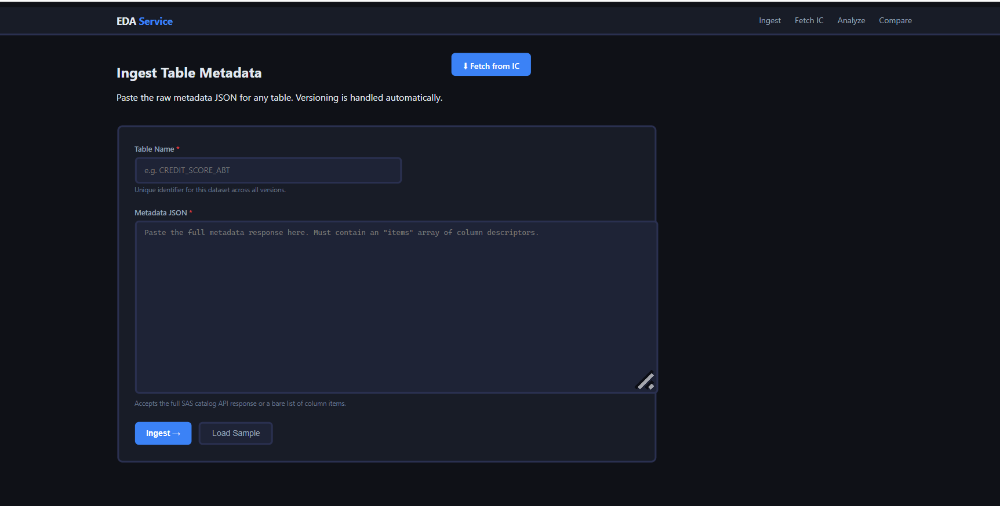 EDA Service
Ingest Fetch IC Analyze Compare
Ingest Table Metadata
⬇ Fetch from IC
Paste the raw metadata JSON for any table. Versioning is handled automatically.
Table Name *
e.g. CREDIT_SCORE_ABT
Unique identifier for this dataset across all versions.
Metadata JSON *
Paste the full metadata response here. Must contain an "items" array of column descriptors.
Accepts the full SAS catalog API response or a bare list of column items.
Ingest → Load Sample